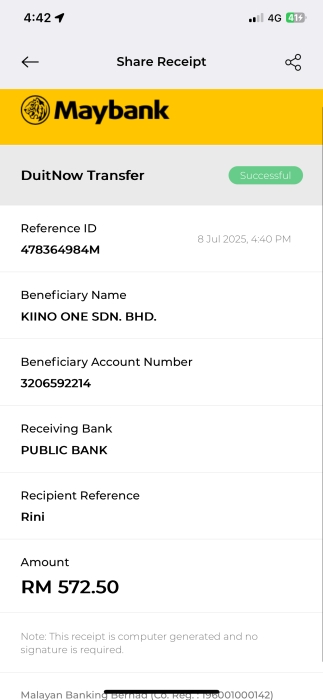 4:42
4G 41
Share Receipt
Maybank
DuitNow Transfer
Successful
Reference ID
8 Jul 2025, 4:40 PM
478364984M
Beneficiary Name
KIINO ONE SDN. BHD.
Beneficiary Account Number
3206592214
Receiving Bank
PUBLIC BANK
Recipient Reference
Rini
Amount
RM 572.50
Note: This receipt is computer generated and no
signature is required.
Malayan Banking Berhad (Co. Reg. : 196001000142)